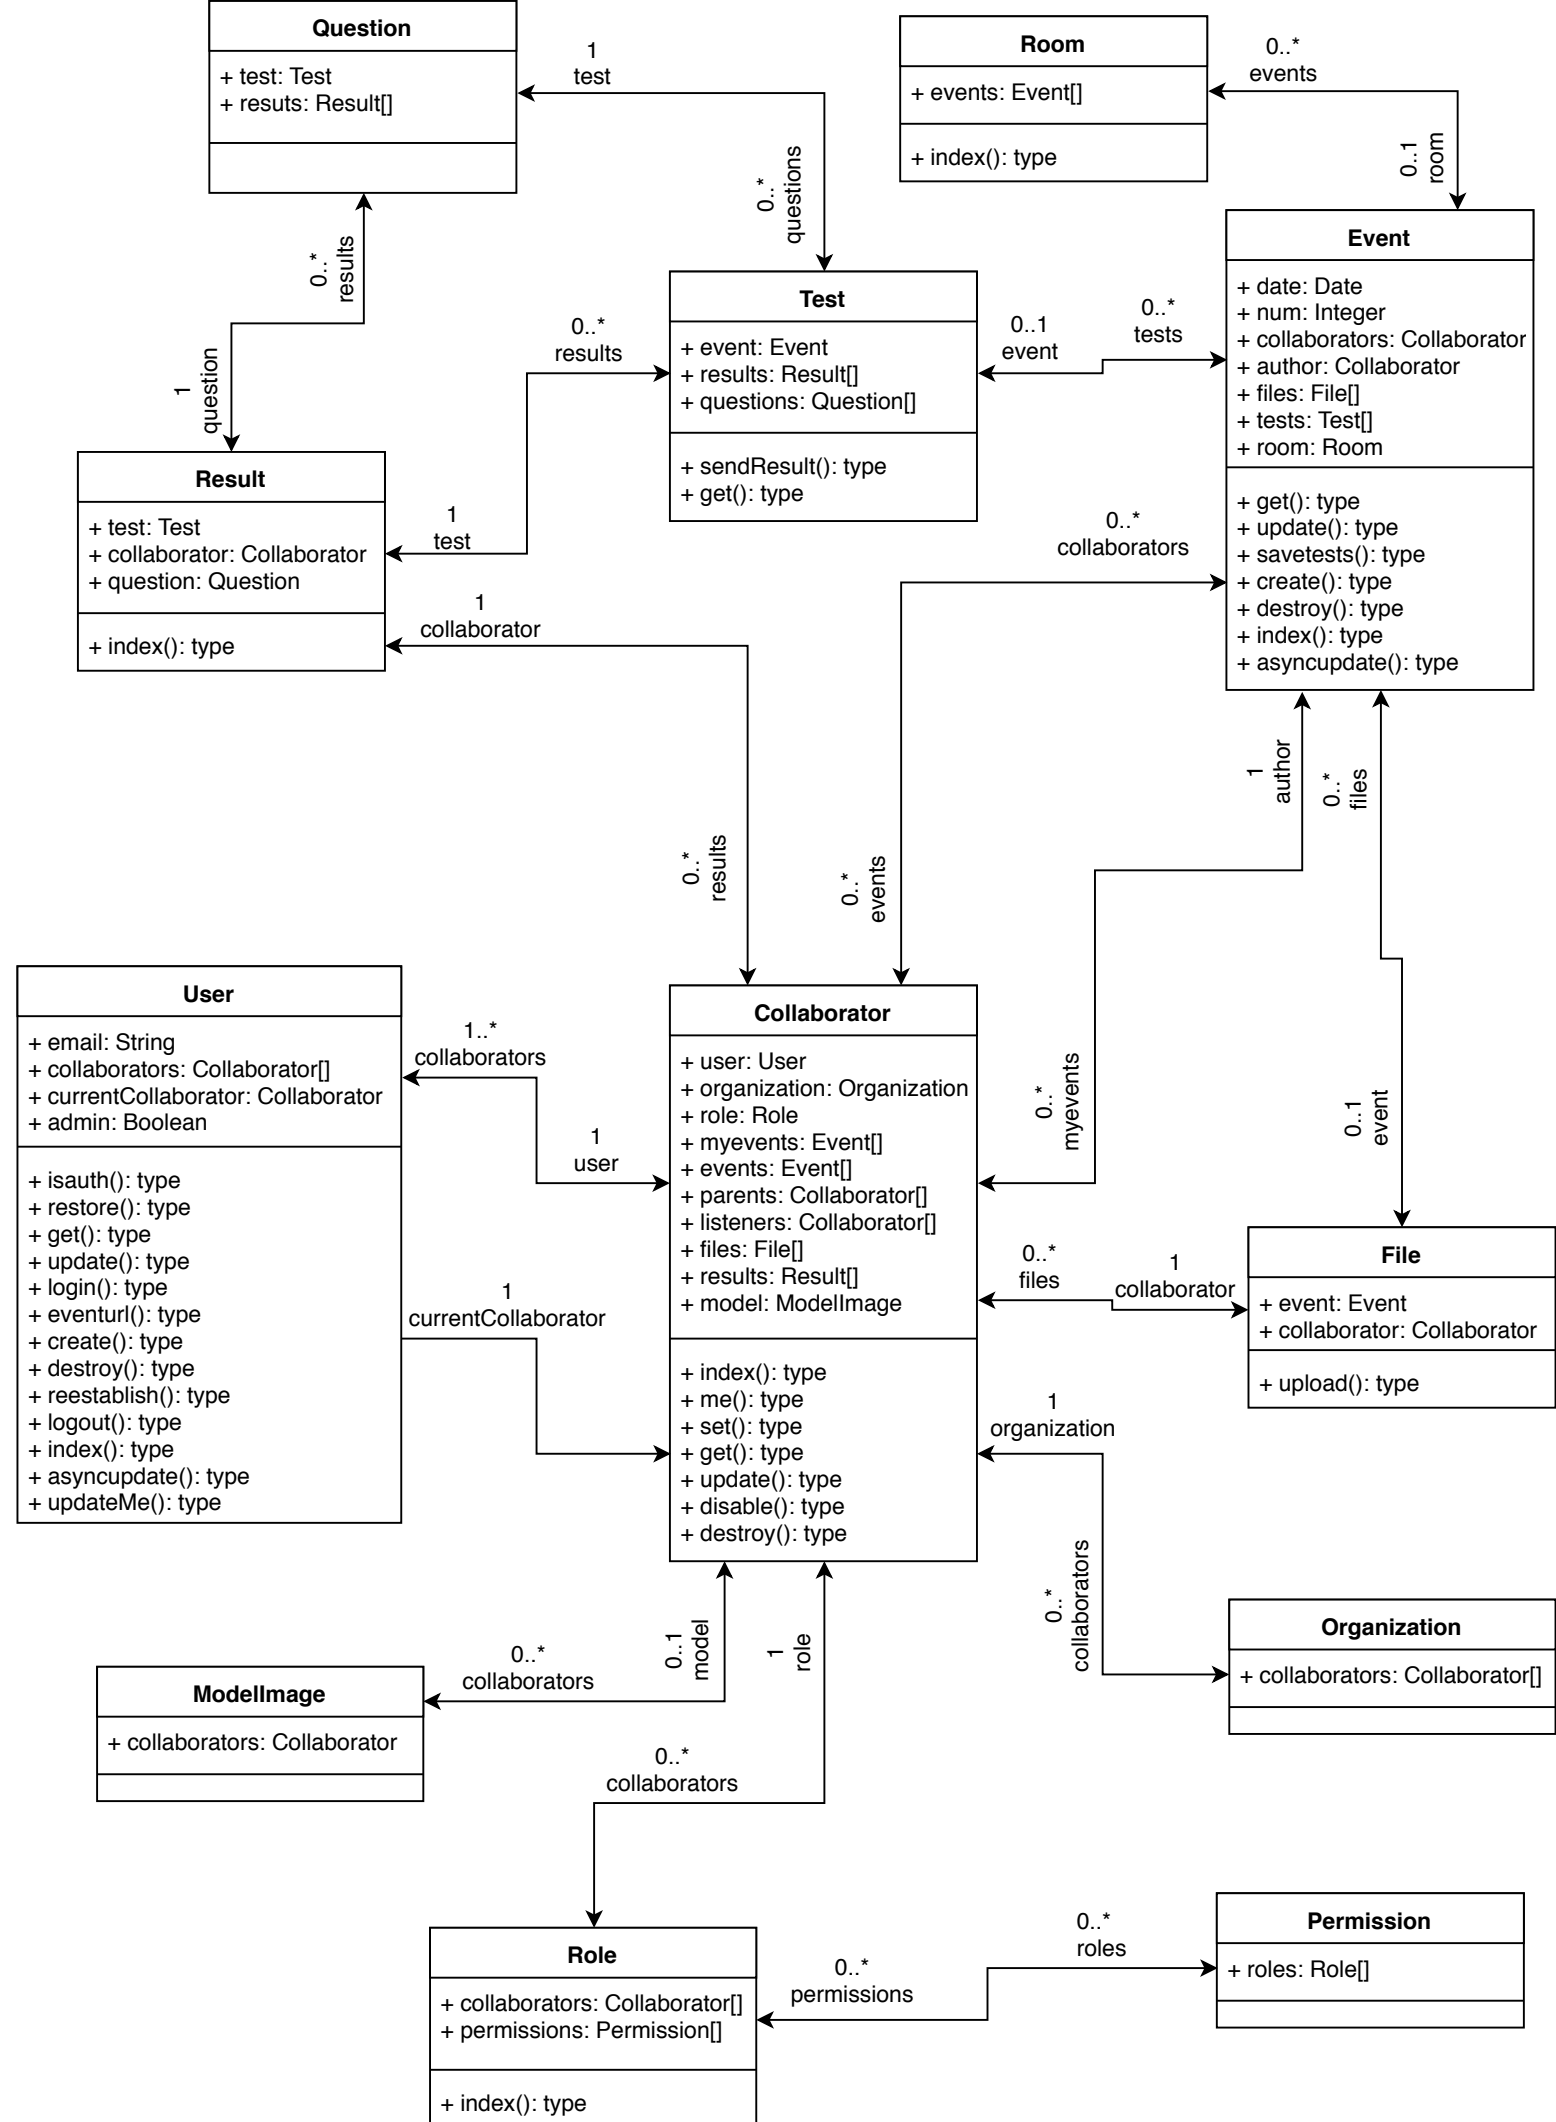 Question
+ test: Test
+ resuts: Result[]
1
test
0..*
questions
0..*
results
1
question
Room
+ events: Event[]
+ index(): type
0..*
events
0..1
room
Event
+ date: Date
+ num: Integer
+ collaborators: Collaborator
+ author: Collaborator
+ files: File[]
+ tests: Test[]
+ room: Room
+ get(): type
+ update(): type
+ savetests(): type
+ create(): type
+ destroy(): type
+ index(): type
+ asyncupdate(): type
Test
+ event: Event
+ results: Result[]
+ questions: Question[]
+ sendResult(): type
+ get(): type
0..1
event
0..*
tests
0..*
results
1
test
Result
+ test: Test
+ collaborator: Collaborator
+ question: Question
+ index(): type
1
collaborator
0..*
results
0..*
collaborators
0..*
events
1
author
0..*
files
0..*
myevents
0..1
event
User
+ email: String
+ collaborators: Collaborator[]
+ currentCollaborator: Collaborator
+ admin: Boolean
+ isauth(): type
+ restore(): type
+ get(): type
+ update(): type
+ login(): type
+ eventurl(): type
+ create(): type
+ destroy(): type
+ reestablish(): type
+ logout(): type
+ index(): type
+ asyncupdate(): type
+ updateMe(): type
1..*
collaborators
1
user
1
currentCollaborator
Collaborator
+ user: User
+ organization: Organization
+ role: Role
+ myevents: Event[]
+ events: Event[]
+ parents: Collaborator[]
+ listeners: Collaborator[]
+ files: File[]
+ results: Result[]
+ model: ModelImage
+ index(): type
+ me(): type
+ set(): type
+ get(): type
+ update(): type
+ disable(): type
+ destroy(): type
0..*
files
1
collaborator
File
+ event: Event
+ collaborator: Collaborator
+ upload(): type
1
organization
0..*
collaborators
Organization
+ collaborators: Collaborator[]
0..1
model
1
role
0..*
collaborators
ModelImage
+ collaborators: Collaborator
0..*
collaborators
Role
+ collaborators: Collaborator[]
+ permissions: Permission[]
+ index(): type
0..*
permissions
0..*
roles
Permission
+ roles: Role[]